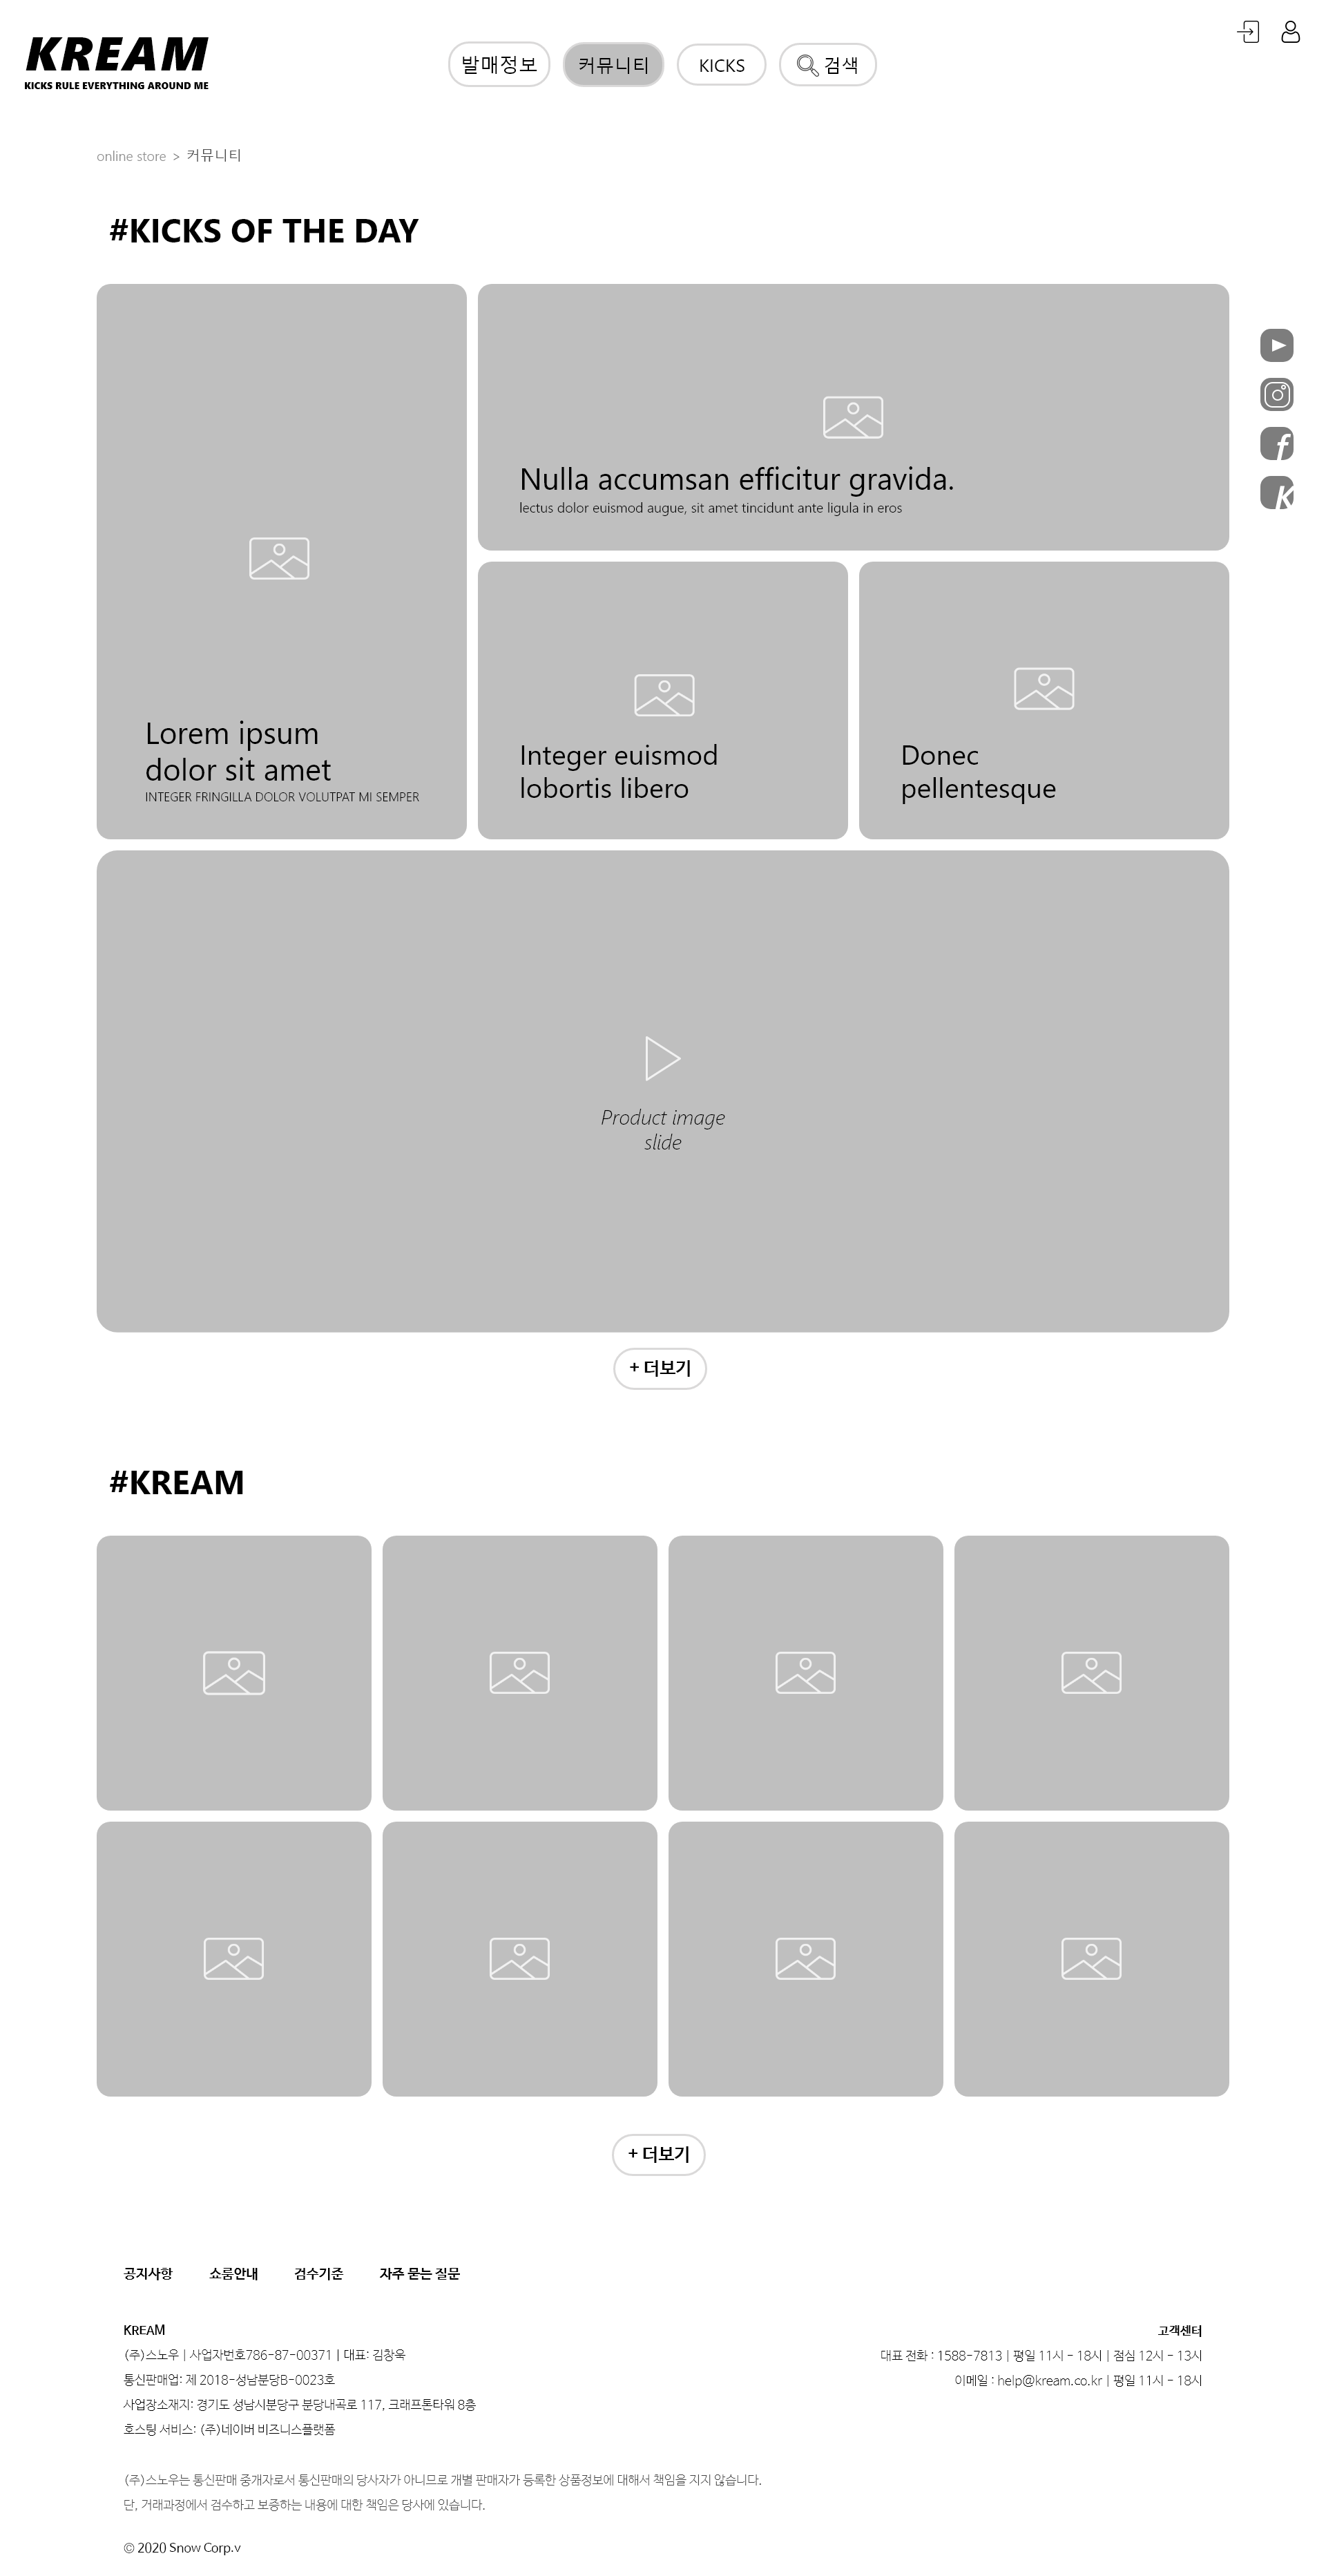 KREAM
KICKS RULE EVERYTHING AROUND ME
발매정보
커뮤니티
KICKS
검색
online store > 커뮤니티
#KICKS OF THE DAY
Nulla accumsan efficitur gravida.
lectus dolor euismod augue, sit amet tincidunt ante ligula in eros
f
K
Lorem ipsum
dolor sit amet
INTEGER FRINGILLA DOLOR VOLUTPAT MI SEMPER
Integer euismod
lobortis libero
Donec
pellentesque
Product image
slide
+ 더보기
#KREAM
+ 더보기
공지사항 쇼룸안내 검수기준 자주 묻는 질문
KREAM
(주)스노우 | 사업자번호786-87-00371 | 대표: 김창욱
통신판매업: 제 2018-성남분당B-0023호
사업장소재지: 경기도 성남시분당구 분당내곡로 117, 크래프톤타워 8층
호스팅 서비스: (주)네이버 비즈니스플랫폼
고객센터
대표 전화 : 1588-7813 | 평일 11시 - 18시 | 점심 12시 - 13시
이메일 : help@kream.co.kr | 평일 11시 - 18시
(주)스노우는 통신판매 중개자로서 통신판매의 당사자가 아니므로 개별 판매자가 등록한 상품정보에 대해서 책임을 지지 않습니다.
단, 거래과정에서 검수하고 보증하는 내용에 대한 책임은 당사에 있습니다.
© 2020 Snow Corp.v